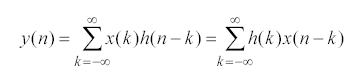 y(n) = ∑_{k=-∞}^{∞} x(k)h(n-k) = ∑_{k=-∞}^{∞} h(k)x(n-k)